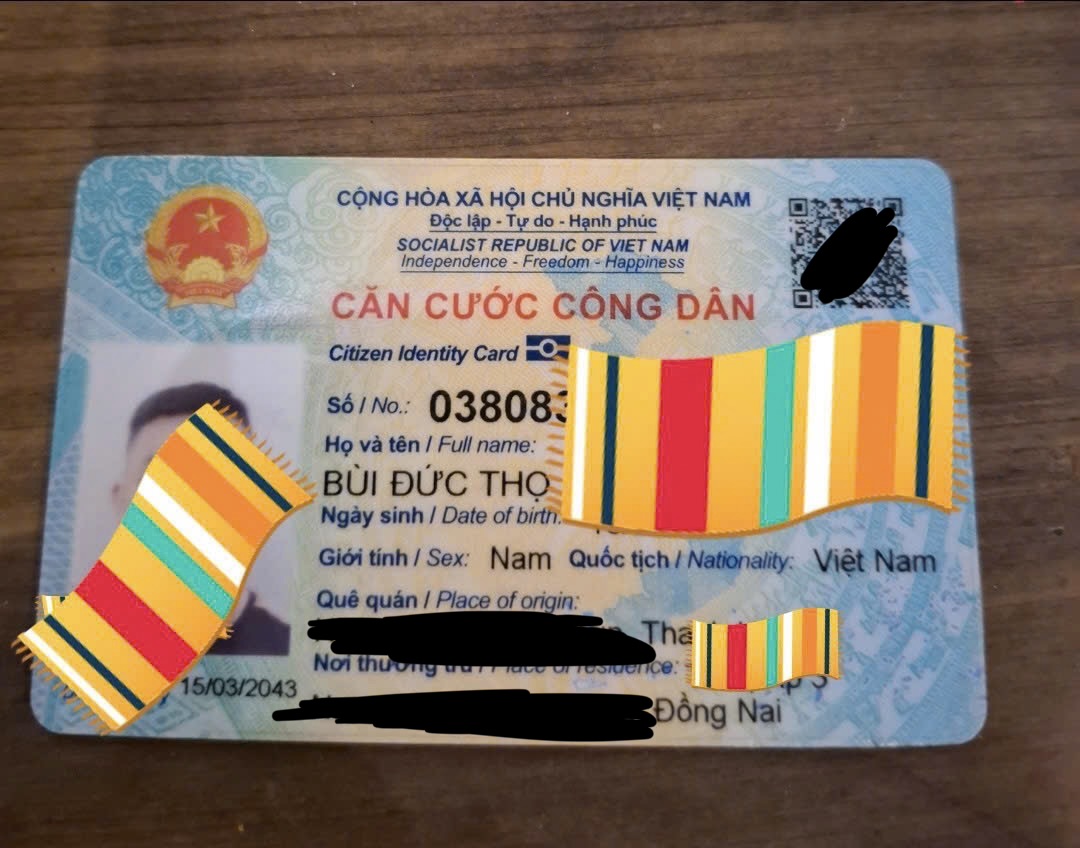 CỘNG HÒA XÃ HỘI CHỦ NGHĨA VIỆT NAM
Độc lập - Tự do - Hạnh phúc
SOCIALIST REPUBLIC OF VIET NAM
Independence - Freedom - Happiness
CĂN CƯỚC CÔNG DÂN
Citizen Identity Card
Số / No.: 038083
Họ và tên / Full name:
BÙI ĐỨC THỌ
Ngày sinh / Date of birth:
Giới tính / Sex: Nam Quốc tịch / Nationality: Việt Nam
Quê quán / Place of origin:
Nơi thường trú / Place of residence:
15/03/2043
Đồng Nai